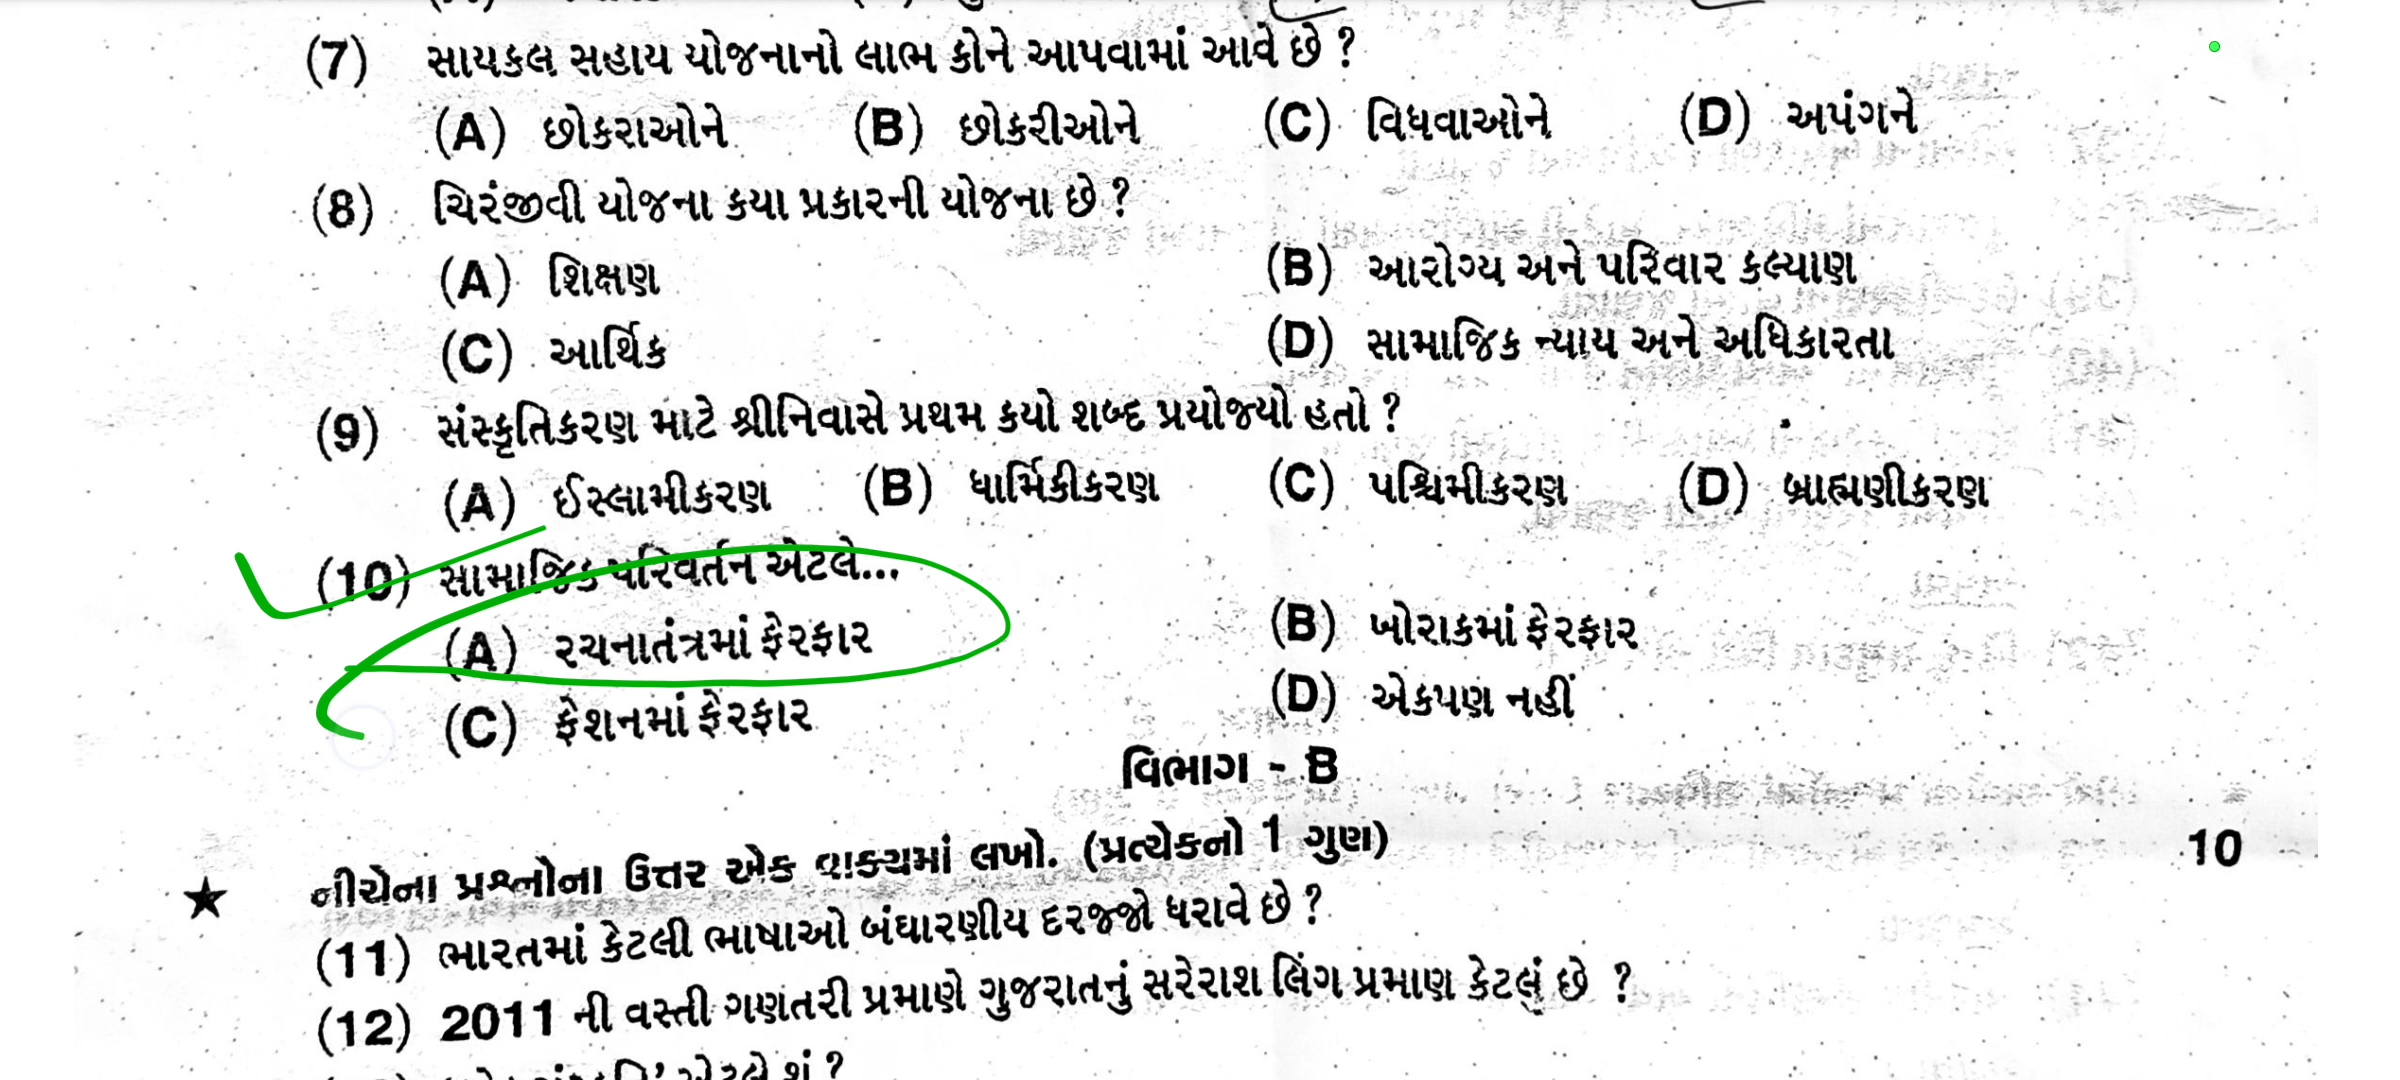 (7) સાયકલ સહાય યોજનાનો લાભ કોને આપવામાં આવે છે ?
(A) છોકરાઓને (B) છોકરીઓને (C) વિધવાઓને (D) અપંગને
(8) ચિરંજીવી યોજના કયા પ્રકારની યોજના છે ?
(A) શિક્ષણ (B) આરોગ્ય અને પરિવાર કલ્યાણ
(C) આર્થિક (D) સામાજિક ન્યાય અને અધિકારતા
(9) સંસ્કૃતિકરણ માટે શ્રીનિવાસે પ્રથમ કયો શબ્દ પ્રયોજ્યો હતો ?
(A) ઈસ્લામીકરણ (B) ધાર્મિકીકરણ (C) પશ્ચિમીકરણ (D) બ્રાહ્મણીકરણ
(10) સામાજિક પરિવર્તન એટલે...
(A) રચનાતંત્રમાં ફેરફાર (B) ખોરાકમાં ફેરફાર
(C) ફેશનમાં ફેરફાર (D) એકપણ નહીં
વિભાગ - B
★ નીચેના પ્રશ્નોના ઉત્તર એક વાક્યમાં લખો. (પ્રત્યેકનો 1 ગુણ) 10
(11) ભારતમાં કેટલી ભાષાઓ બંધારણીય દરજ્જો ધરાવે છે ?
(12) 2011 ની વસ્તી ગણતરી પ્રમાણે ગુજરાતનું સરેરાશ લિંગ પ્રમાણ કેટલું છે ?
એટલે શું ?